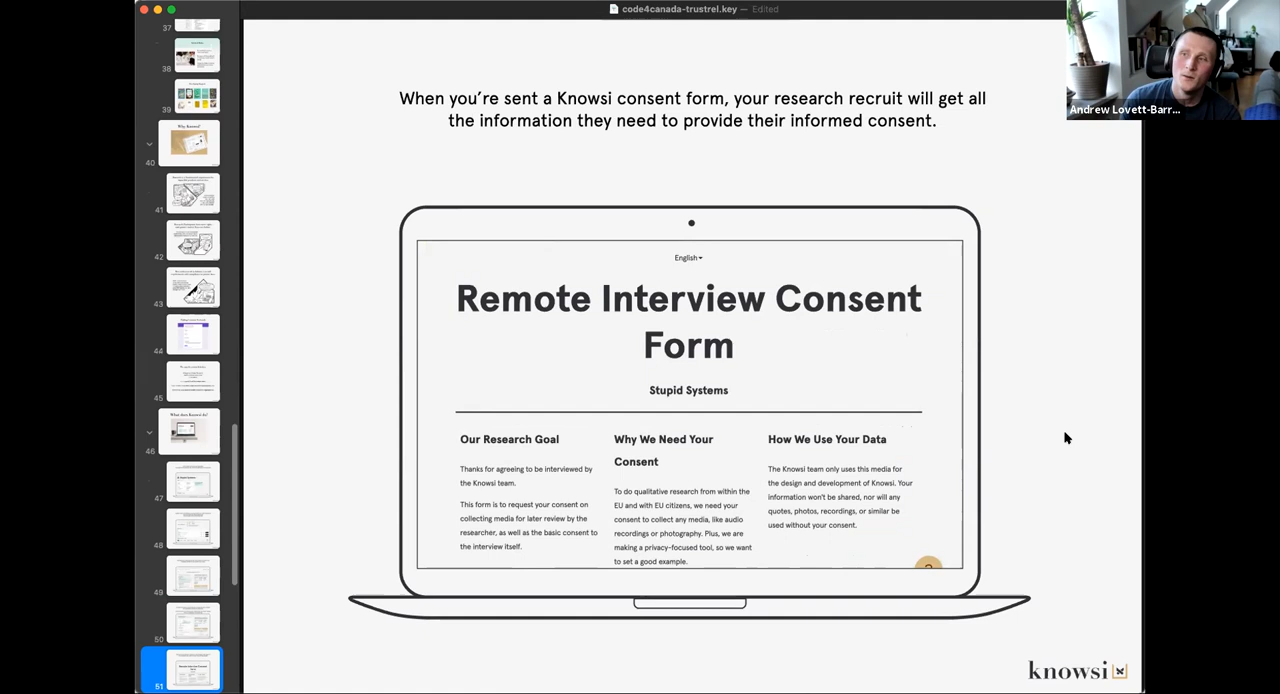 code4canada-trustrel.key — Edited
Andrew Lovett-Barr...
37
38
39
Why Knowsi?
40
41
42
43
44
45
What does Knowsi do?
46
47
48
49
50
51
When you're sent a Knowsi consent form, your research recruit will get all
the information they need to provide their informed consent.
English
Remote Interview Consent
Form
Stupid Systems
Our Research Goal
Thanks for agreeing to be interviewed by
the Knowsi team.
This form is to request your consent on
collecting media for later review by the
researcher, as well as the basic consent to
the interview itself.
Why We Need Your
Consent
To do qualitative research from within the
EU and with EU citizens, we need your
consent to collect any media, like audio
recordings or photography. Plus, we are
making a privacy-focused tool, so we want
to set a good example.
How We Use Your Data
The Knowsi team only uses this media for
the design and development of Knowsi. Your
information won't be shared, nor will any
quotes, photos, recordings, or similar be
used without your consent.
?
knowsi